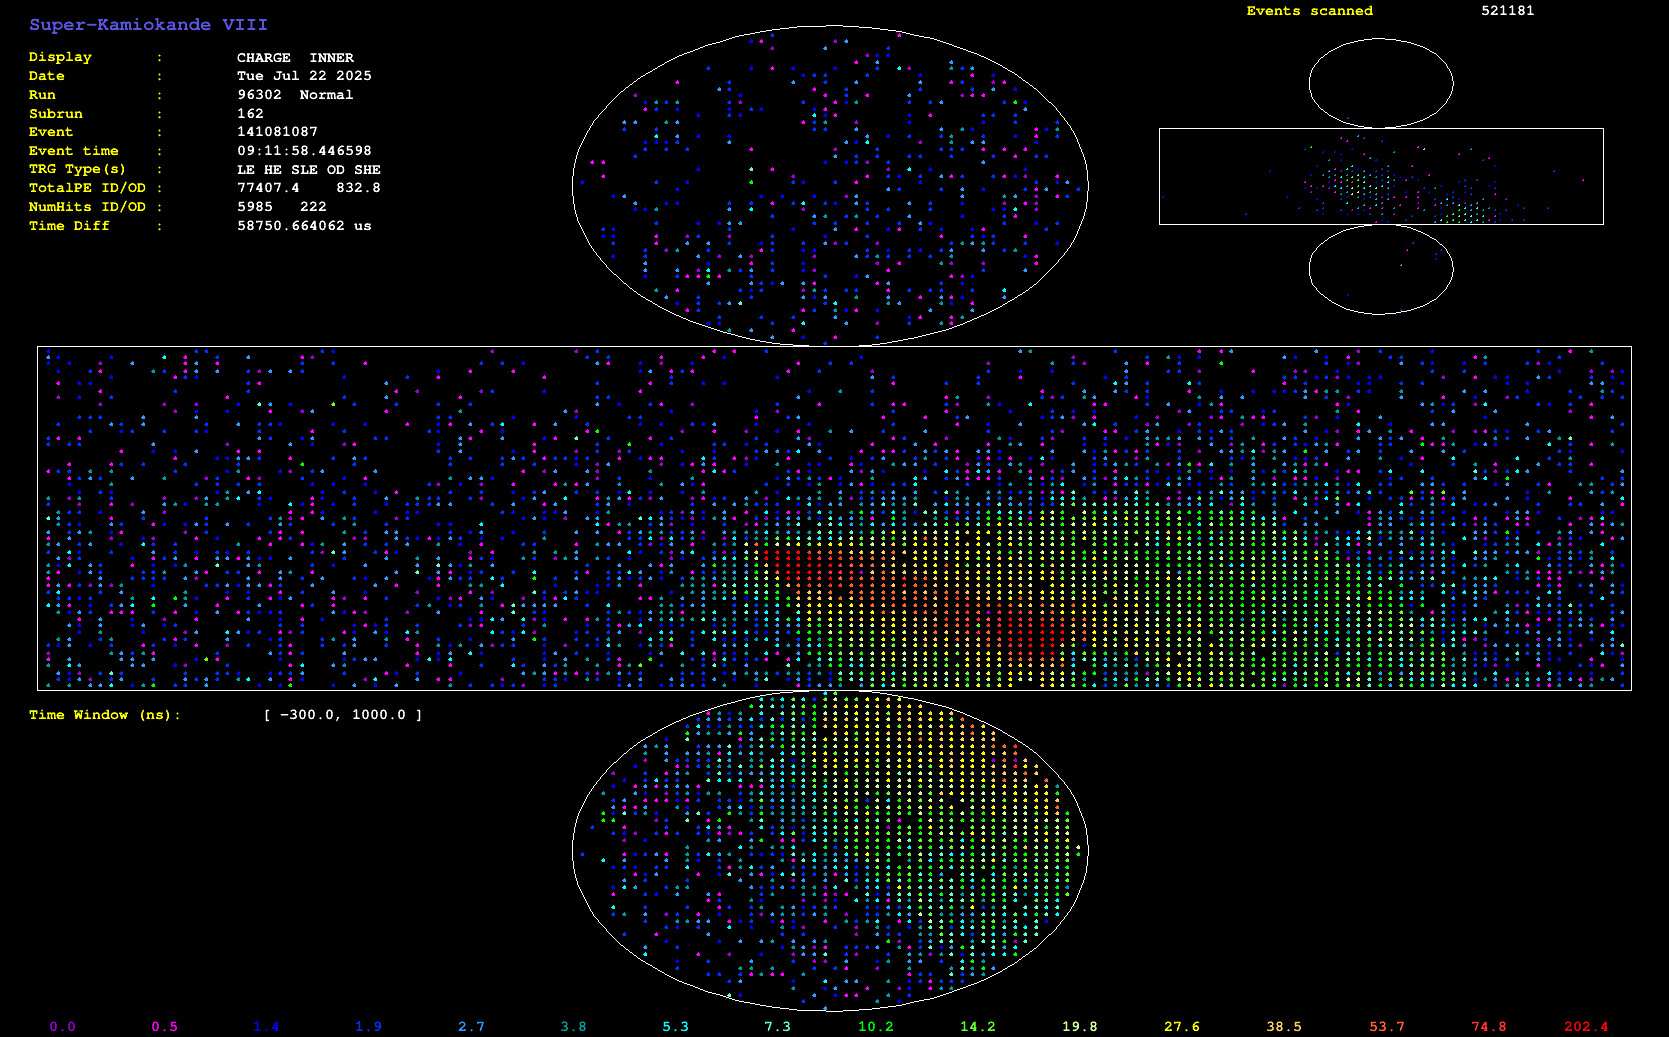 Super-Kamiokande VIII
Events scanned 521181
Display : CHARGE INNER
Date : Tue Jul 22 2025
Run : 96302 Normal
Subrun : 162
Event : 141081087
Event time : 09:11:58.446598
TRG Type(s) : LE HE SLE OD SHE
TotalPE ID/OD : 77407.4 832.8
NumHits ID/OD : 5985 222
Time Diff : 58750.664062 us
Time Window (ns): [ -300.0, 1000.0 ]
0.0 0.5 1.4 1.9 2.7 3.8 5.3 7.3 10.2 14.2 19.8 27.6 38.5 53.7 74.8 202.4